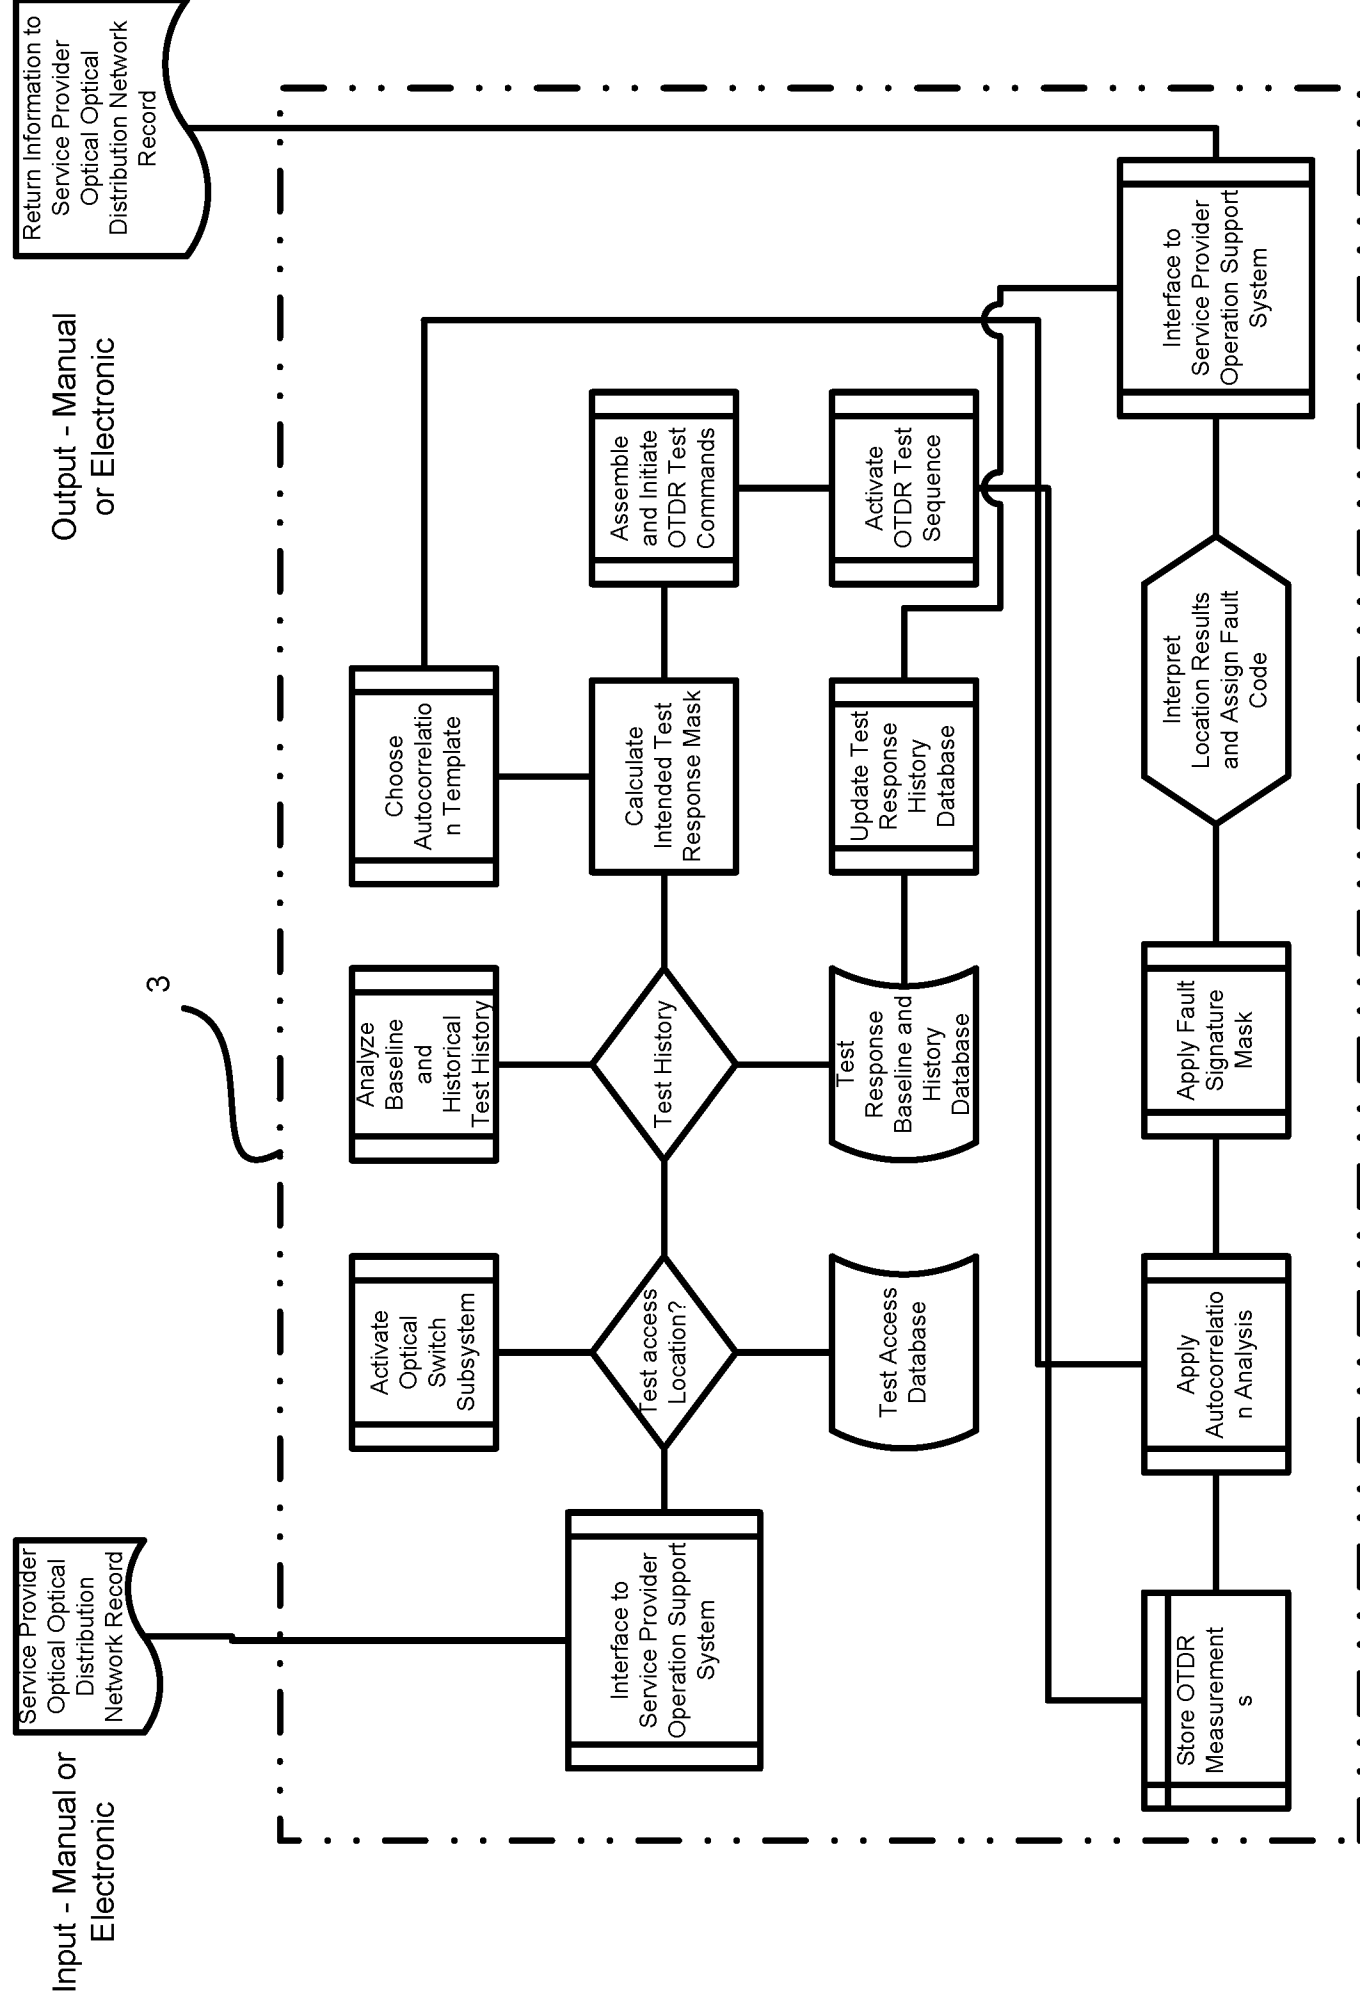 Input - Manual or
Electronic
Service Provider
Optical Optical
Distribution
Network Record
Output - Manual
or Electronic
Return Information to
Service Provider
Optical Optical
Distribution Network
Record
3
Activate
Optical
Switch
Subsystem
Analyze
Baseline
and
Historical
Test History
Choose
Autocorrelatio
n Template
Interface to
Service Provider
Operation Support
System
Test access
Location?
Test History
Calculate
Intended Test
Response Mask
Assemble
and Initiate
OTDR Test
Commands
Test Access
Database
Test
Response
Baseline and
History
Database
Update Test
Response
History
Database
Activate
OTDR Test
Sequence
Store OTDR
Measurement
s
Apply
Autocorrelatio
n Analysis
Apply Fault
Signature
Mask
Interpret
Location Results
and Assign Fault
Code
Interface to
Service Provider
Operation Support
System